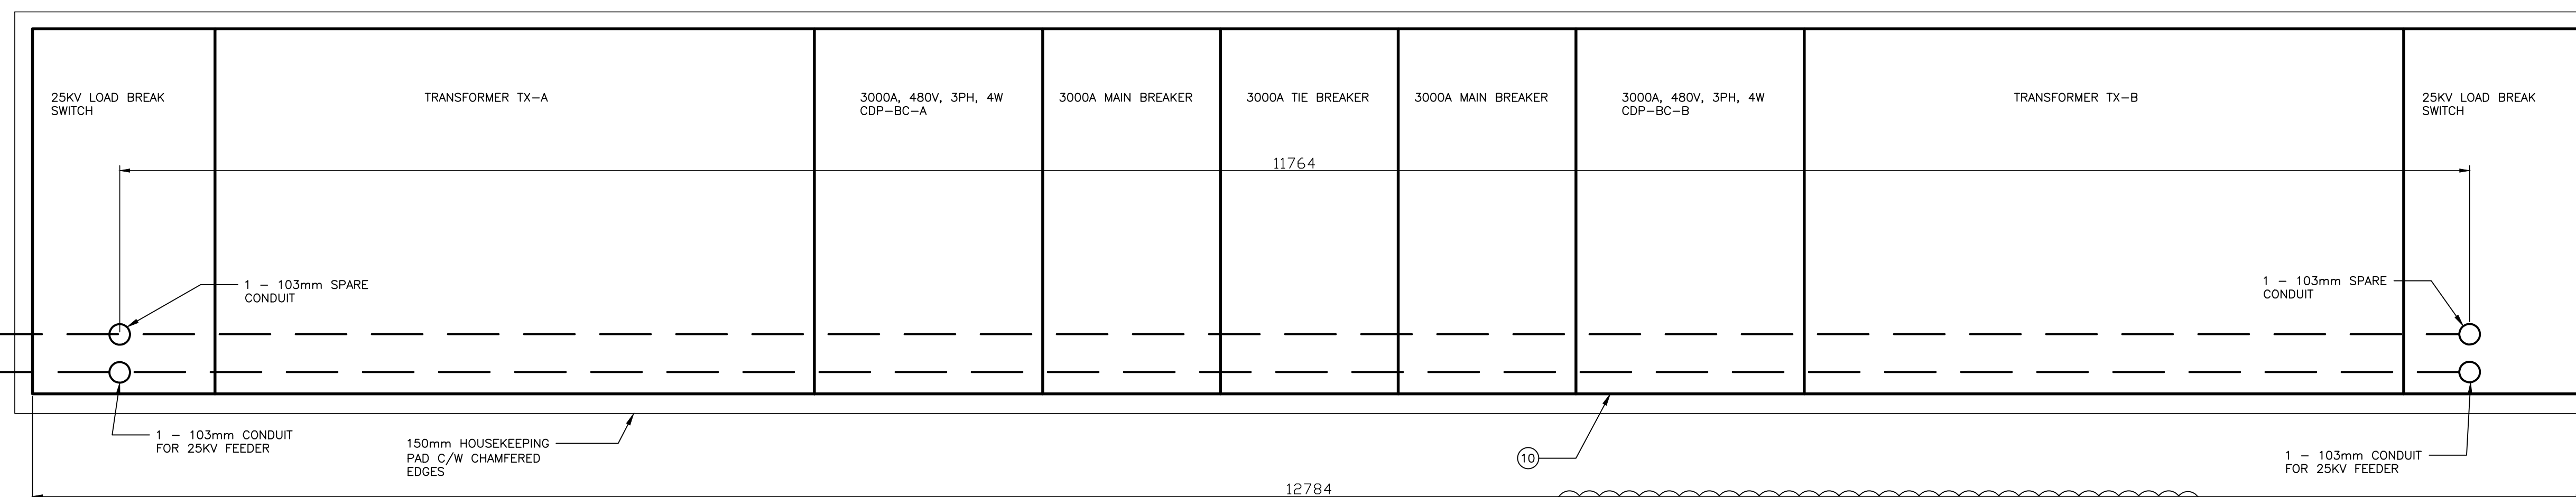 25KV LOAD BREAK
SWITCH
TRANSFORMER TX-A
3000A, 480V, 3PH, 4W
CDP-BC-A
3000A MAIN BREAKER
3000A TIE BREAKER
3000A MAIN BREAKER
3000A, 480V, 3PH, 4W
CDP-BC-B
TRANSFORMER TX-B
25KV LOAD BREAK
SWITCH
11764
1 - 103mm SPARE
CONDUIT
1 - 103mm SPARE
CONDUIT
1 - 103mm CONDUIT
FOR 25KV FEEDER
150mm HOUSEKEEPING
PAD C/W CHAMFERED
EDGES
10
1 - 103mm CONDUIT
FOR 25KV FEEDER
12784